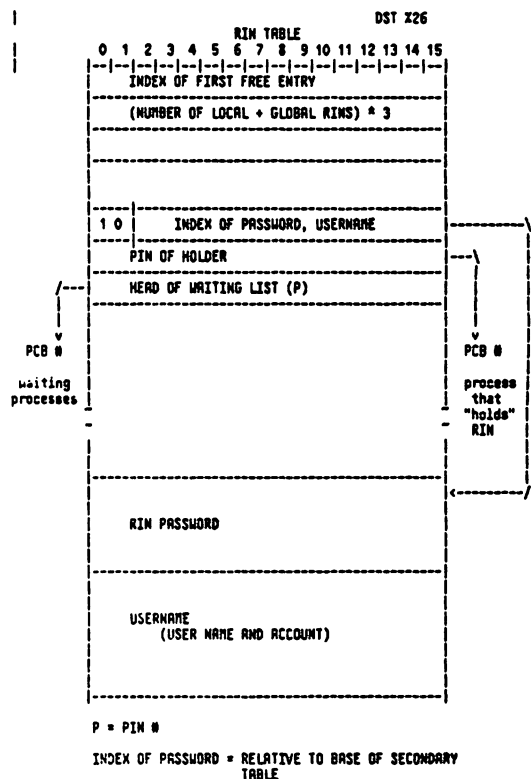 DST %26
RIN TABLE
0 1 2 3 4 5 6 7 8 9 10 11 12 13 14 15
INDEX OF FIRST FREE ENTRY
(NUMBER OF LOCAL + GLOBAL RINS) * 3
1 0 INDEX OF PASSWORD, USERNAME
PIN OF HOLDER
HEAD OF WAITING LIST (P)
PCB #
waiting
processes
PCB #
process
that
"holds"
RIN
RIN PASSWORD
USERNAME
(USER NAME AND ACCOUNT)
P = PIN #
INDEX OF PASSWORD = RELATIVE TO BASE OF SECONDARY
TABLE